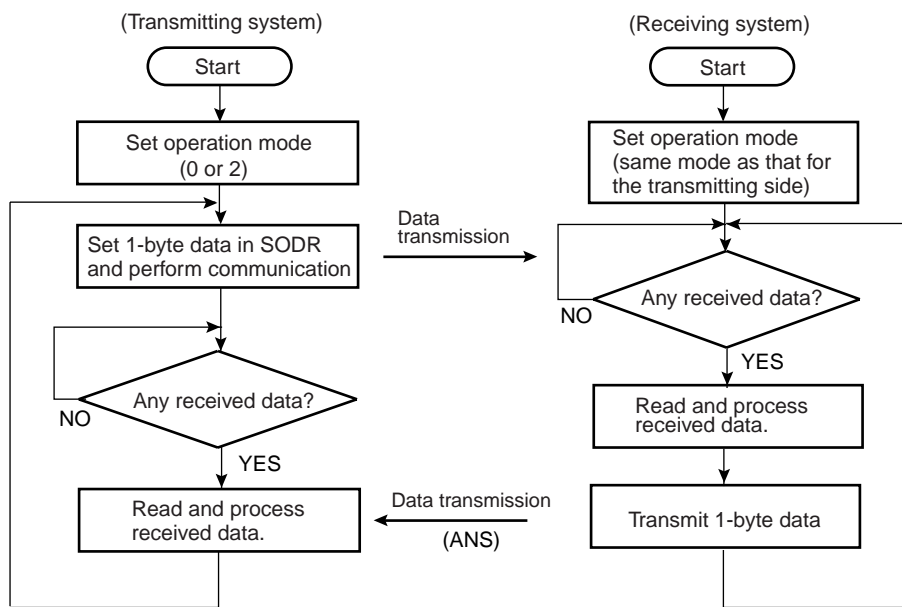 (Transmitting system)
Start
Set operation mode
(0 or 2)
Set 1-byte data in SODR
and perform communication
Any received data?
NO
YES
Read and process
received data.
Data
transmission
Data transmission
(ANS)
(Receiving system)
Start
Set operation mode
(same mode as that for
the transmitting side)
Any received data?
NO
YES
Read and process
received data.
Transmit 1-byte data